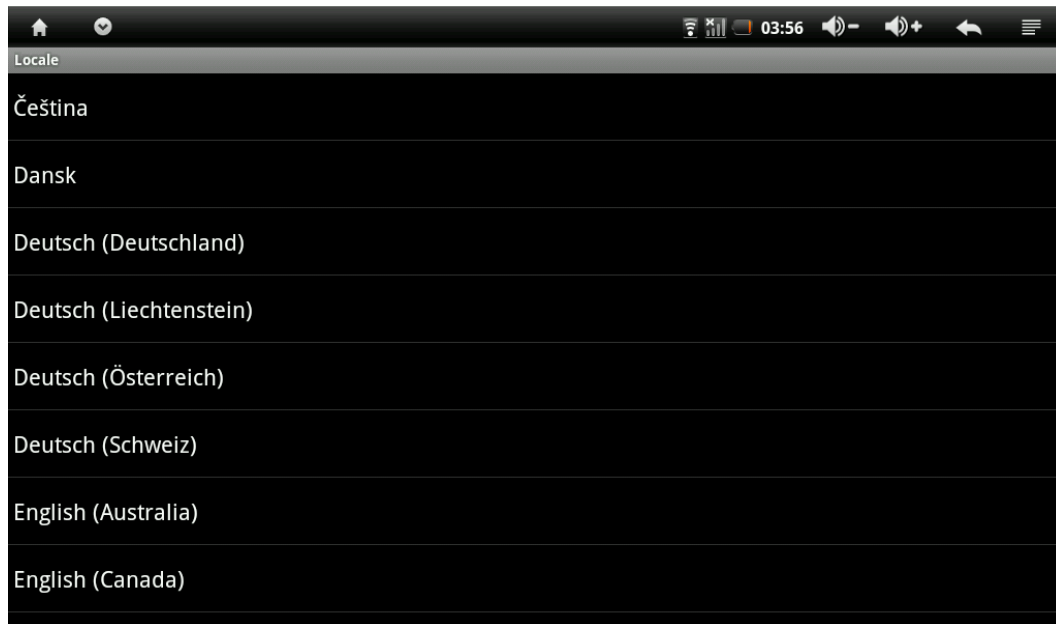 03:56
Locale
Čeština
Dansk
Deutsch (Deutschland)
Deutsch (Liechtenstein)
Deutsch (Österreich)
Deutsch (Schweiz)
English (Australia)
English (Canada)